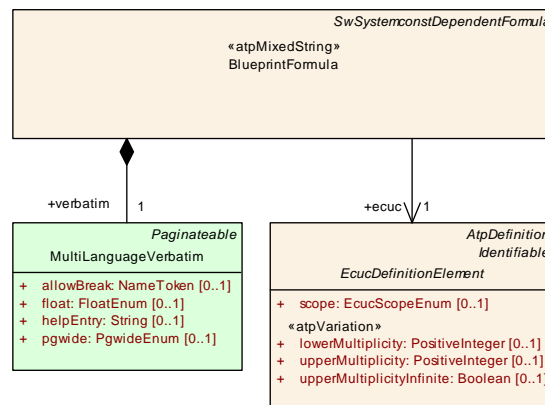 SwSystemconstDependentFormula
«atpMixedString»
BlueprintFormula
+verbatim 1
+ecuc 1
Paginateable
MultiLanguageVerbatim
+ allowBreak: NameToken [0..1]
+ float: FloatEnum [0..1]
+ helpEntry: String [0..1]
+ pgwide: PgwideEnum [0..1]
AtpDefinition
Identifiable
EcucDefinitionElement
+ scope: EcucScopeEnum [0..1]
«atpVariation»
+ lowerMultiplicity: PositiveInteger [0..1]
+ upperMultiplicity: PositiveInteger [0..1]
+ upperMultiplicityInfinite: Boolean [0..1]